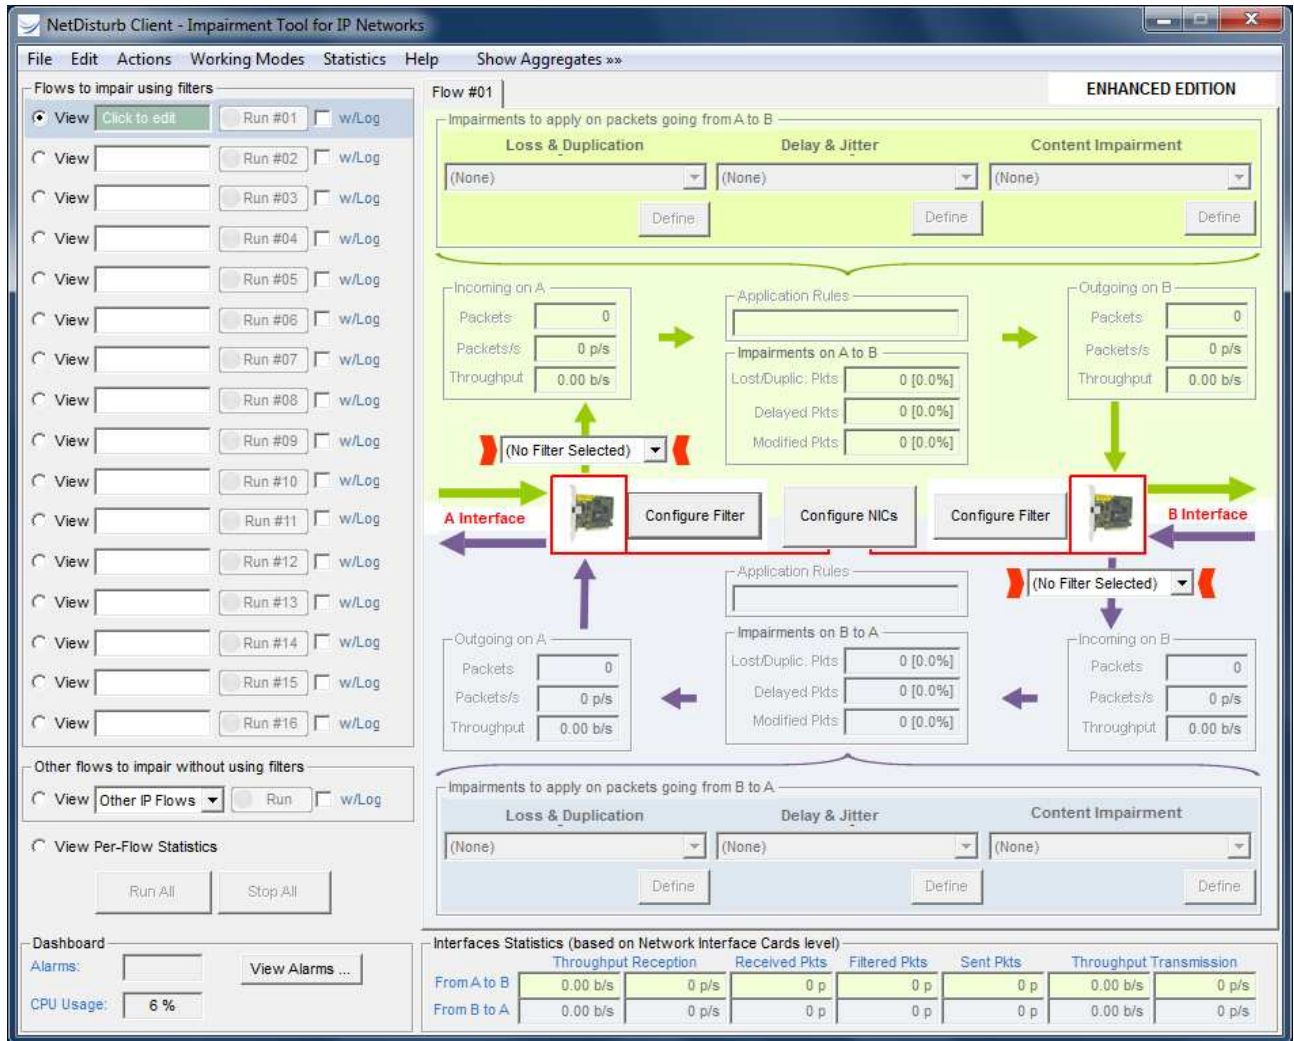 NetDisturb Client - Impairment Tool for IP Networks
File Edit Actions Working Modes Statistics Help Show Aggregates »»
Flows to impair using filters
View Click to edit Run #01 w/Log
View Run #02 w/Log
View Run #03 w/Log
View Run #04 w/Log
View Run #05 w/Log
View Run #06 w/Log
View Run #07 w/Log
View Run #08 w/Log
View Run #09 w/Log
View Run #10 w/Log
View Run #11 w/Log
View Run #12 w/Log
View Run #13 w/Log
View Run #14 w/Log
View Run #15 w/Log
View Run #16 w/Log
Other flows to impair without using filters
View Other IP Flows Run w/Log
View Per-Flow Statistics
Run All Stop All
Dashboard
Alarms: View Alarms ...
CPU Usage: 6 %
Flow #01 ENHANCED EDITION
Impairments to apply on packets going from A to B
Loss & Duplication Delay & Jitter Content Impairment
(None) (None) (None)
Define Define Define
Incoming on A
Packets 0
Packets/s 0 p/s
Throughput 0.00 b/s
Application Rules
Impairments on A to B
Lost/Duplic. Pkts 0 [0.0%]
Delayed Pkts 0 [0.0%]
Modified Pkts 0 [0.0%]
Outgoing on B
Packets 0
Packets/s 0 p/s
Throughput 0.00 b/s
(No Filter Selected)
A Interface Configure Filter Configure NICs Configure Filter B Interface
(No Filter Selected)
Outgoing on A
Packets 0
Packets/s 0 p/s
Throughput 0.00 b/s
Application Rules
Impairments on B to A
Lost/Duplic. Pkts 0 [0.0%]
Delayed Pkts 0 [0.0%]
Modified Pkts 0 [0.0%]
Incoming on B
Packets 0
Packets/s 0 p/s
Throughput 0.00 b/s
Impairments to apply on packets going from B to A
Loss & Duplication Delay & Jitter Content Impairment
(None) (None) (None)
Define Define Define
Interfaces Statistics (based on Network Interface Cards level)
Throughput Reception Received Pkts Filtered Pkts Sent Pkts Throughput Transmission
From A to B 0.00 b/s 0 p/s 0 p 0 p 0 p 0.00 b/s 0 p/s
From B to A 0.00 b/s 0 p/s 0 p 0 p 0 p 0.00 b/s 0 p/s